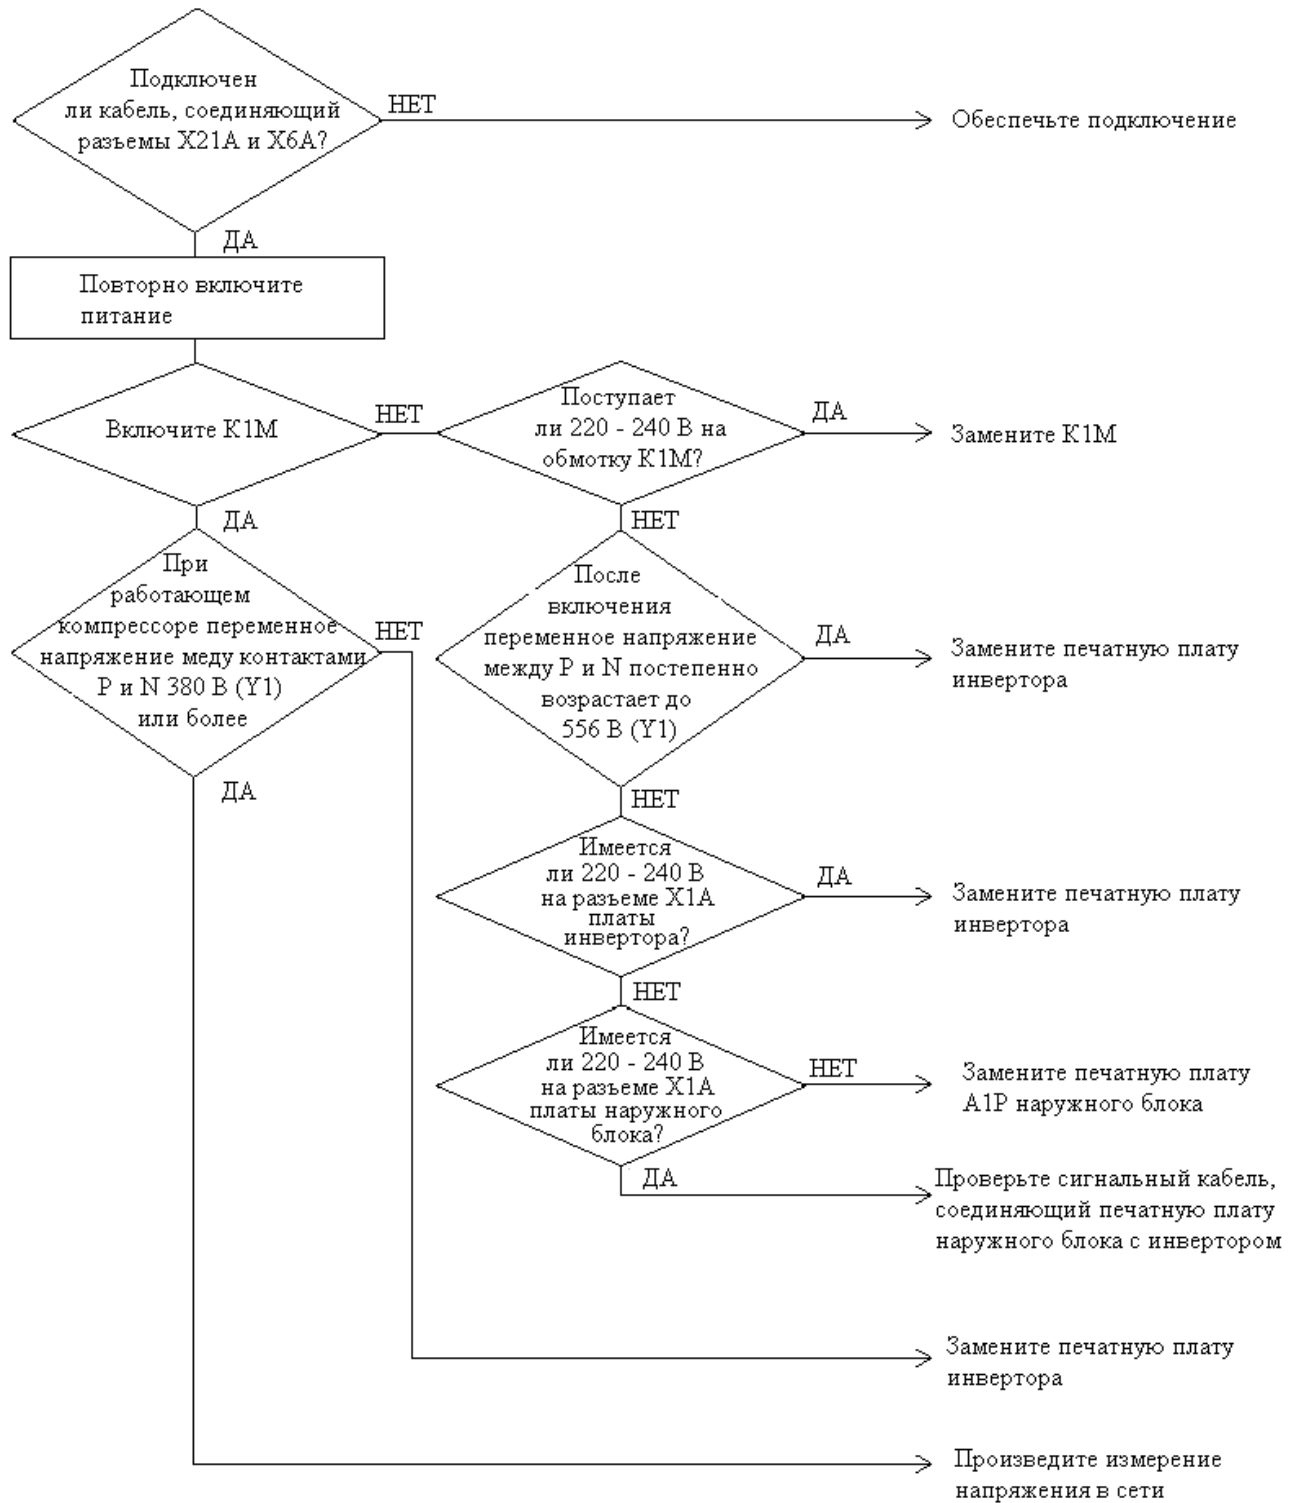 Подключен
ли кабель, соединяющий
разъемы X21A и X6A?
НЕТ
Обеспечьте подключение
ДА
Повторно включите
питание
Включите K1M
НЕТ
Поступает
ли 220 - 240 В на
обмотку K1M?
ДА
Замените K1M
ДА
НЕТ
При
работающем
компрессоре переменное
напряжение меду контактами
P и N 380 В (Y1)
или более
НЕТ
После
включения
переменное напряжение
между P и N постепенно
возрастает до
556 В (Y1)
ДА
Замените печатную плату
инвертора
ДА
НЕТ
Имеется
ли 220 - 240 В
на разъеме X1A
платы
инвертора?
ДА
Замените печатную плату
инвертора
НЕТ
Имеется
ли 220 - 240 В
на разъеме X1A
платы наружного
блока?
НЕТ
Замените печатную плату
A1P наружного блока
ДА
Проверьте сигнальный кабель,
соединяющий печатную плату
наружного блока с инвертором
Замените печатную плату
инвертора
Произведите измерение
напряжения в сети